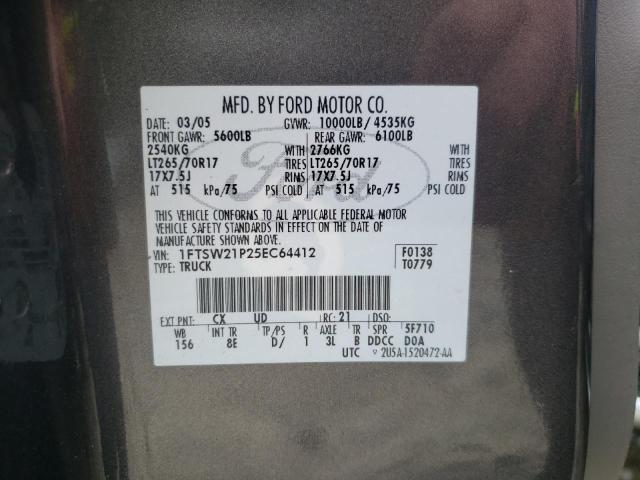 MFD. BY FORD MOTOR CO.
DATE: 03/05 GVWR: 10000LB/ 4535KG
FRONT GAWR: 5600LB REAR GAWR: 6100LB
2540KG WITH 2766KG WITH
LT265/70R17 TIRES LT265/70R17 TIRES
17X7.5J RIMS 17X7.5J RIMS
AT 515 kPa/75 PSI COLD AT 515 kPa/75 PSI COLD
THIS VEHICLE CONFORMS TO ALL APPLICABLE FEDERAL MOTOR
VEHICLE SAFETY STANDARDS IN EFFECT ON THE DATE OF
MANUFACTURE SHOWN ABOVE.
VIN: 1FTSW21P25EC64412 F0138
TYPE: TRUCK T0779
Ford
EXT PNT: CX UD RC: 21 DSO:
WB INT TR TP/PS R AXLE TR SPR 5F710
156 8E D/ 1 3L B DDCC D0A
UTC 2U5A-1520472-AA